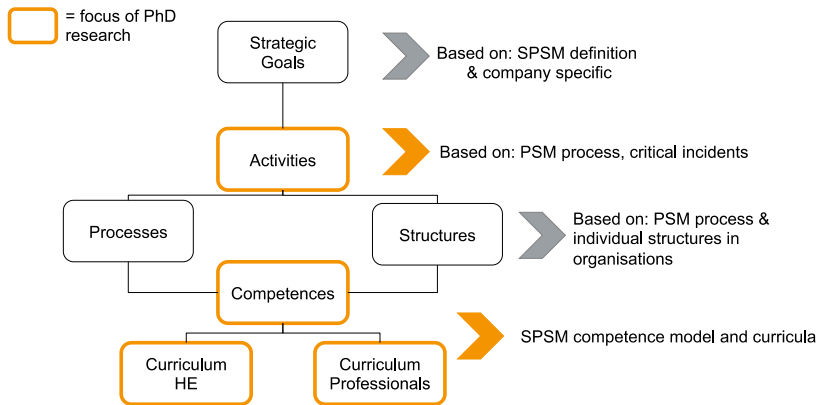 = focus of PhD
research
Strategic
Goals
Based on: SPSM definition
& company specific
Activities
Based on: PSM process, critical incidents
Processes
Structures
Based on: PSM process &
individual structures in
organisations
Competences
SPSM competence model and curricula
Curriculum
HE
Curriculum
Professionals